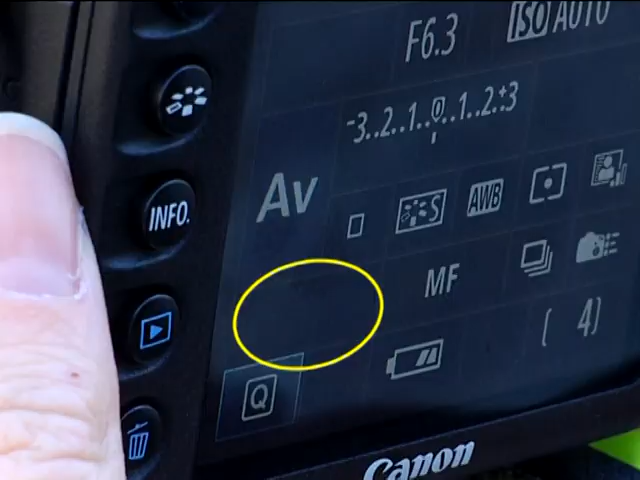 F6.3
ISO AUTO
-3..2..1..0..1..2.:+3
Av
S
AWB
INFO.
MF
[ 4]
Q
Canon